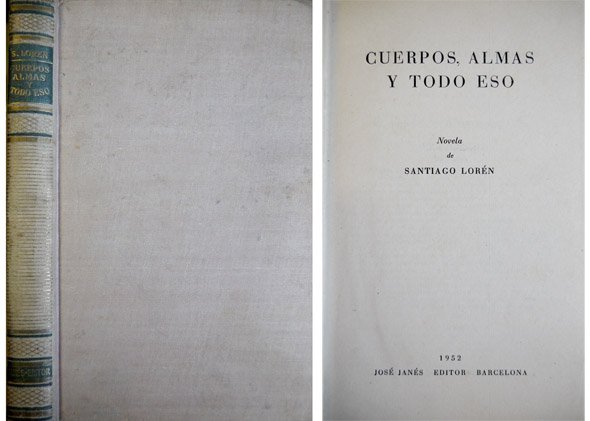 S. LORÉN
CUERPOS
ALMAS
Y
TODO ESO
CUERPOS, ALMAS
Y TODO ESO
Novela
de
SANTIAGO LORÉN
1952
JOSÉ JANÉS EDITOR BARCELONA